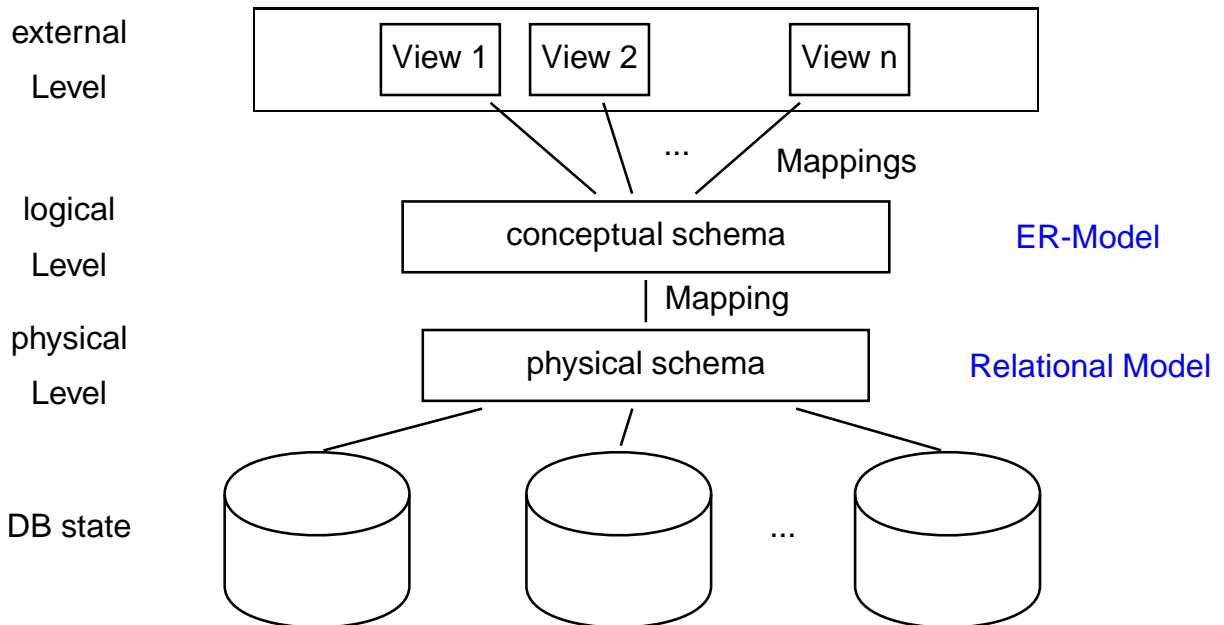 external
Level
View 1
View 2
View n
...
Mappings
logical
Level
conceptual schema
ER-Model
Mapping
physical
Level
physical schema
Relational Model
DB state
...